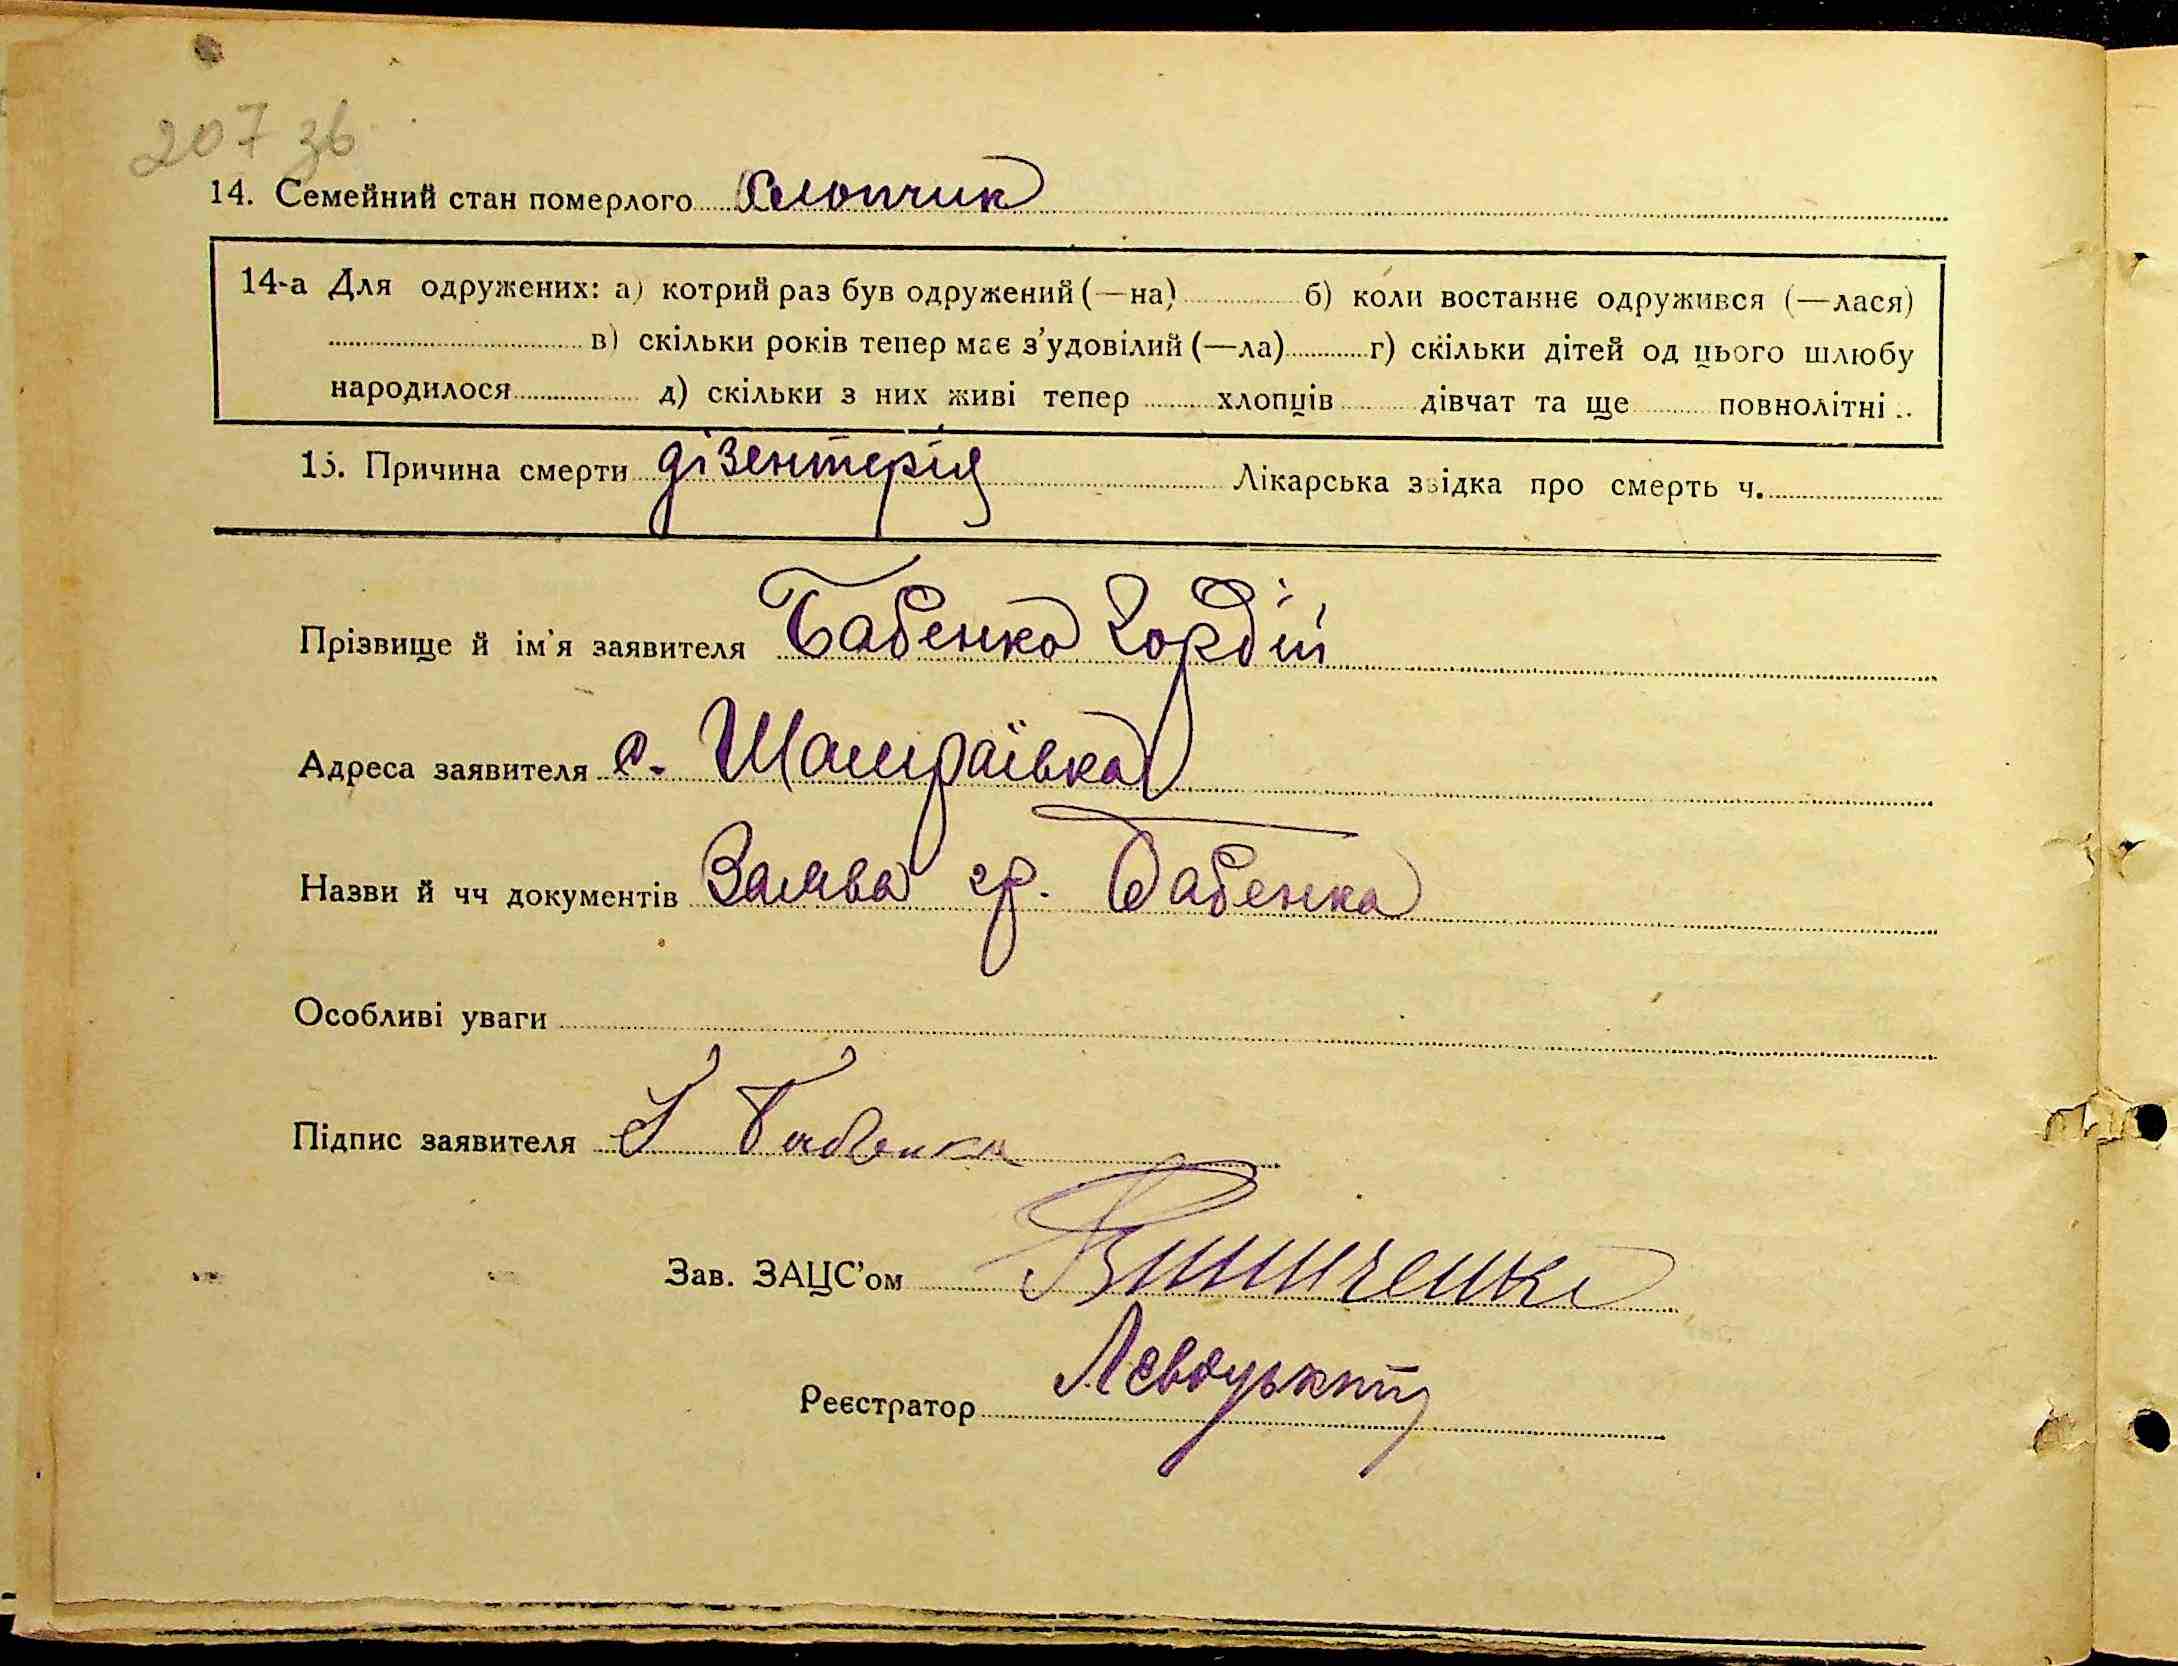 207 зв
14. Семейний стан померлого Хлопчик
14-а Для одружених: а) котрий раз був одружений (—на) б) коли востаннє одружився (—лася)
в) скільки років тепер має з’удовілий (—ла) г) скільки дітей од цього шлюбу
народилося д) скільки з них живі тепер хлопців дівчат та ще повнолітні
15. Причина смерти дізентерія Лікарська звідка про смерть ч.
Прізвище й ім’я заявителя Бабенко Гордій
Адреса заявителя с. Шамраївка
Назви й чч документів Заява гр. Бабенка
Особливі уваги
Підпис заявителя Бабенка
Зав. ЗАЦС’ом Винниченко
Реєстратор